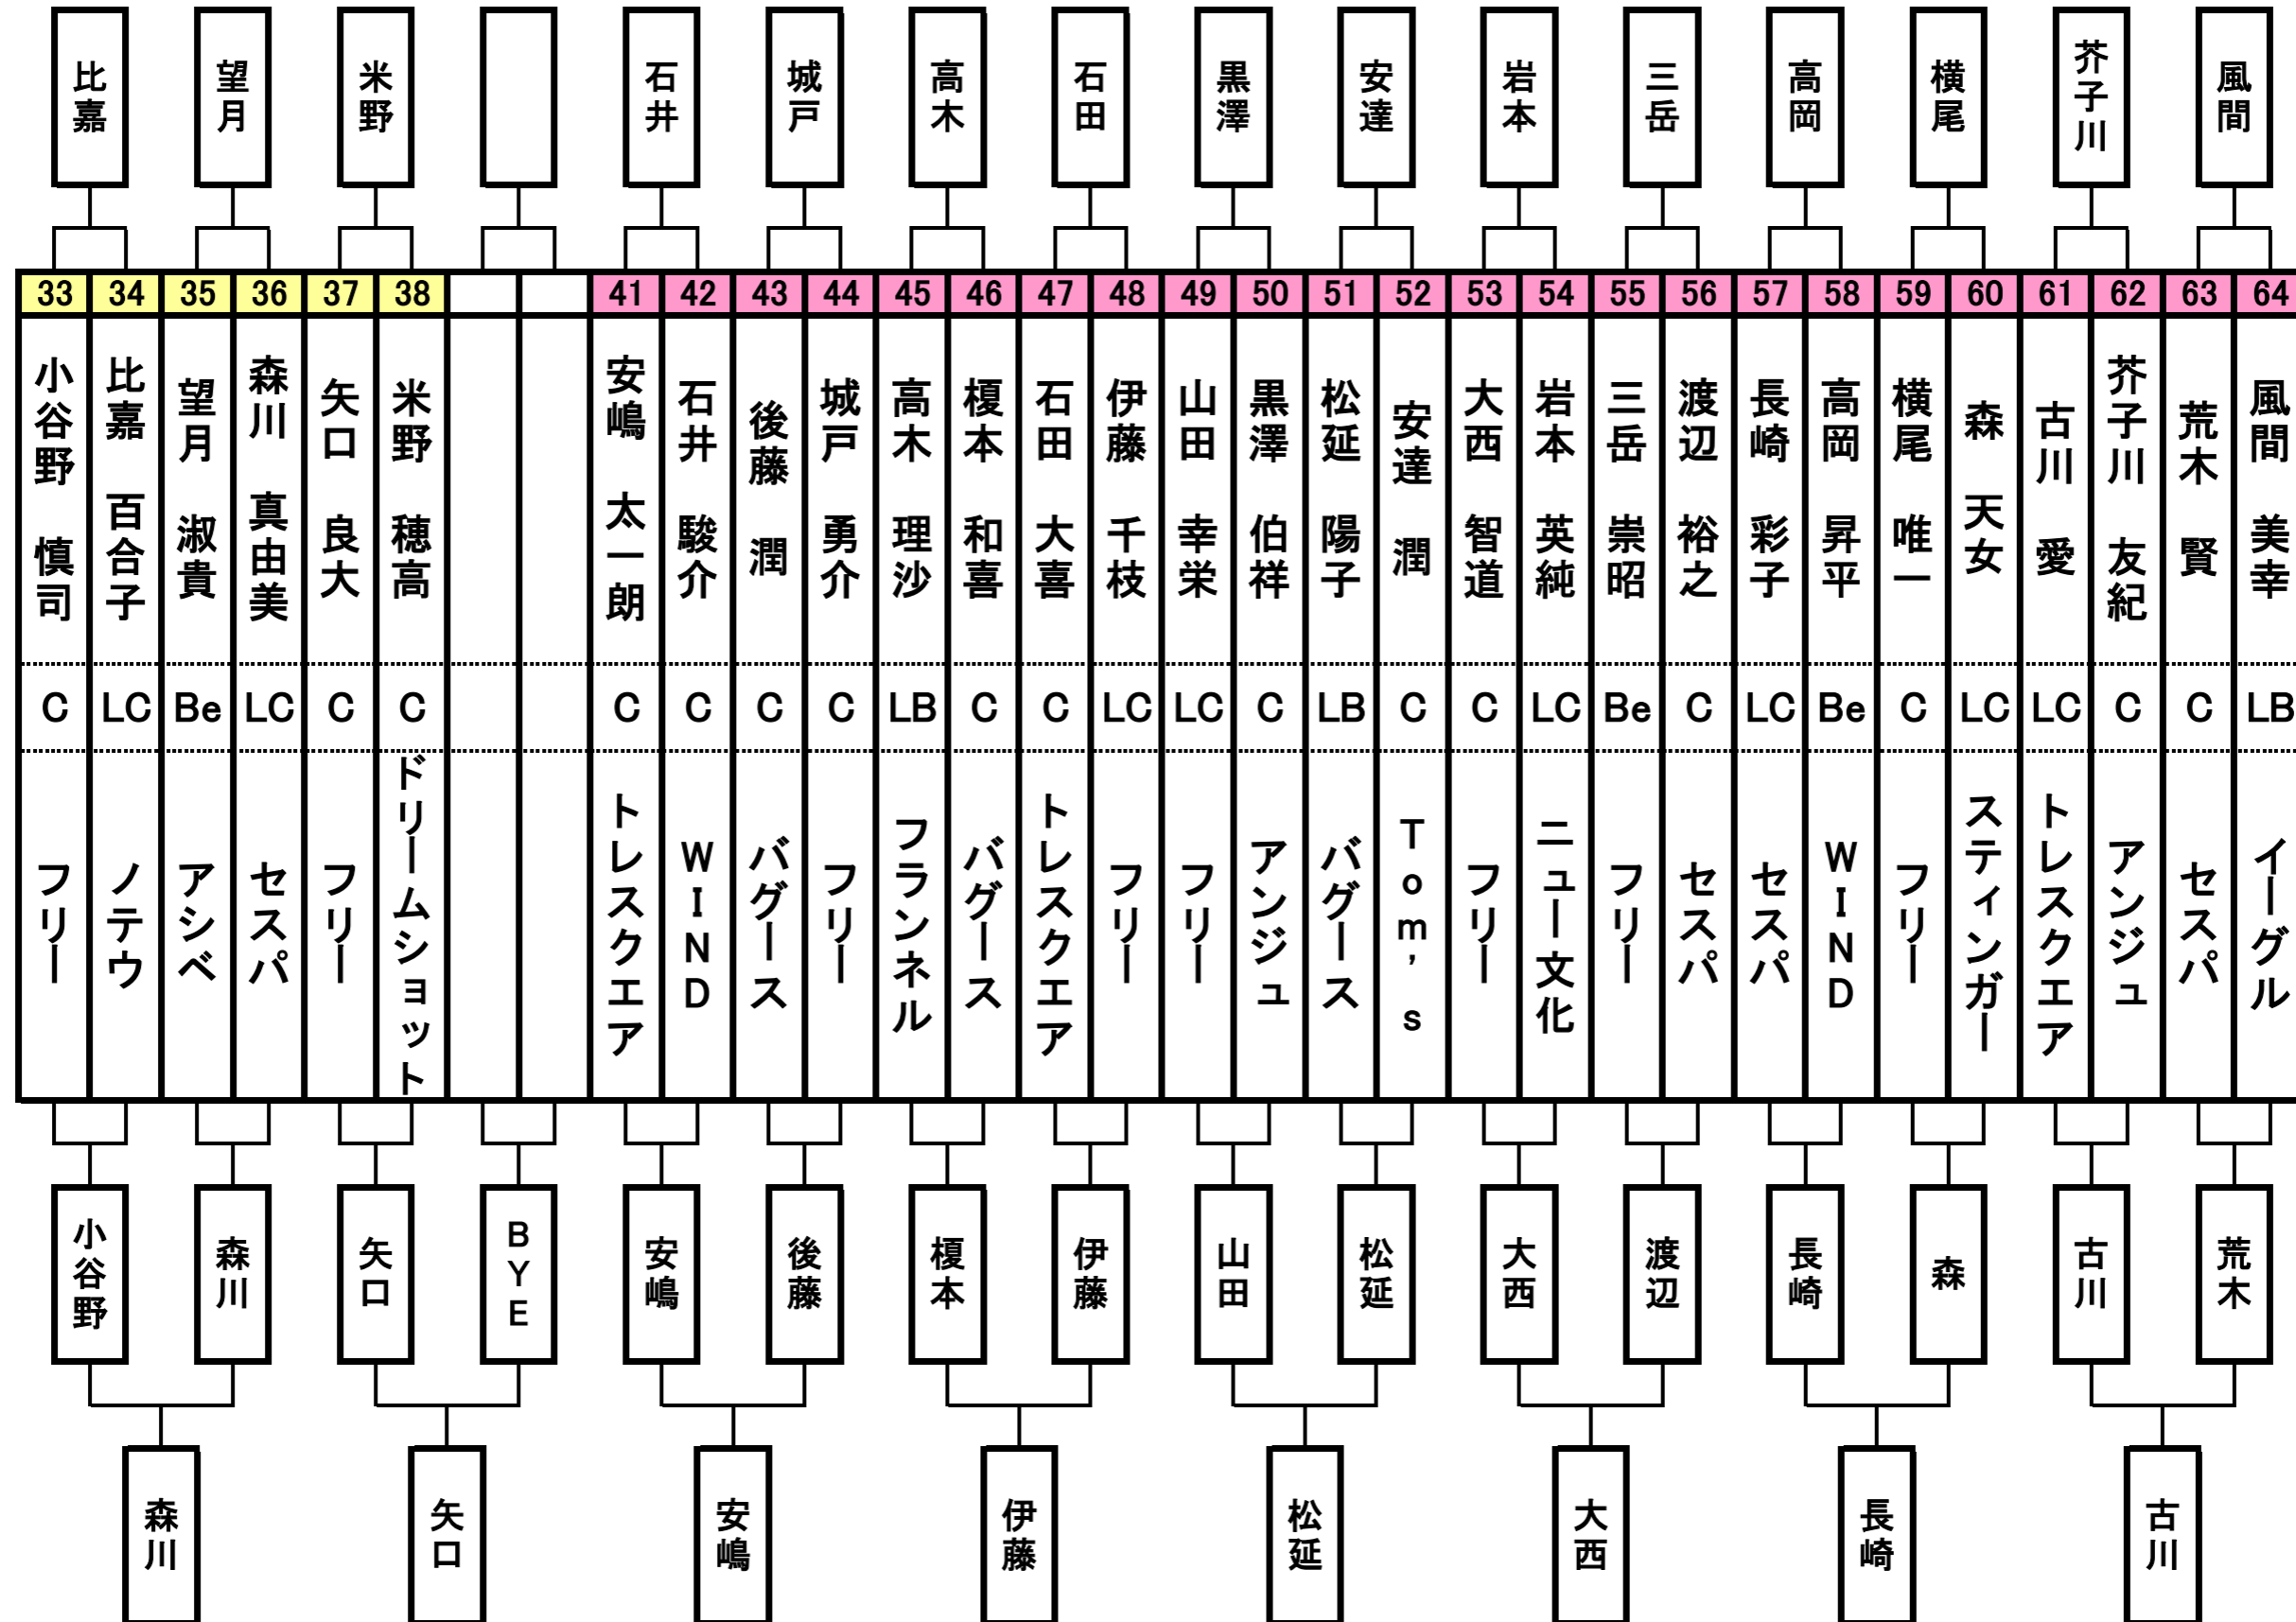 比嘉 望月 米野 石井 城戸 高木 石田 黒澤 安達 岩本 三岳 高岡 横尾 芥子川 風間
33 34 35 36 37 38 41 42 43 44 45 46 47 48 49 50 51 52 53 54 55 56 57 58 59 60 61 62 63 64
小谷野 慎司
比嘉 百合子
望月 淑貴
森川 真由美
矢口 良大
米野 穂高
安嶋 太一朗
石井 駿介
後藤 潤
城戸 勇介
高木 理沙
榎本 和喜
石田 大喜
伊藤 千枝
山田 幸栄
黒澤 伯祥
松延 陽子
安達 潤
大西 智道
岩本 英純
三岳 崇昭
渡辺 裕之
長崎 彩子
高岡 昇平
横尾 唯一
森 天女
古川 愛
芥子川 友紀
荒木 賢
風間 美幸
C LC Be LC C C C C C C LB C C LC LC C LB C C LC Be C LC Be C LC LC C C LB
フリー
ノテウ
アシベ
セスパ
フリー
ドリームショット
トレスクエア
WIND
バグース
フリー
フランネル
バグース
トレスクエア
フリー
フリー
アンジュ
バグース
Tom's
フリー
ニュー文化
フリー
セスパ
セスパ
WIND
フリー
スティンガー
トレスクエア
アンジュ
セスパ
イーグル
小谷野 森川 矢口 BYE 安嶋 後藤 榎本 伊藤 山田 松延 大西 渡辺 長崎 森 古川 荒木
森川 矢口 安嶋 伊藤 松延 大西 長崎 古川